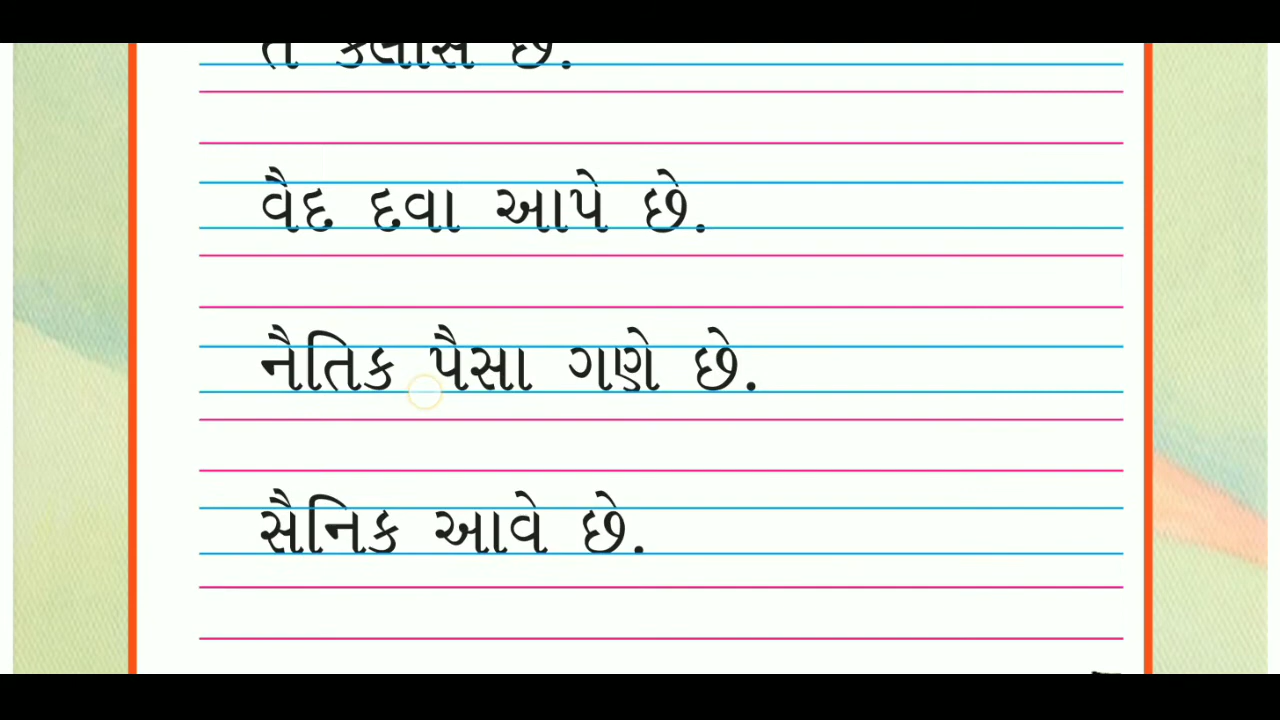 વૈદ દવા આપે છે.
નૈતિક પૈસા ગણે છે.
સૈનિક આવે છે.